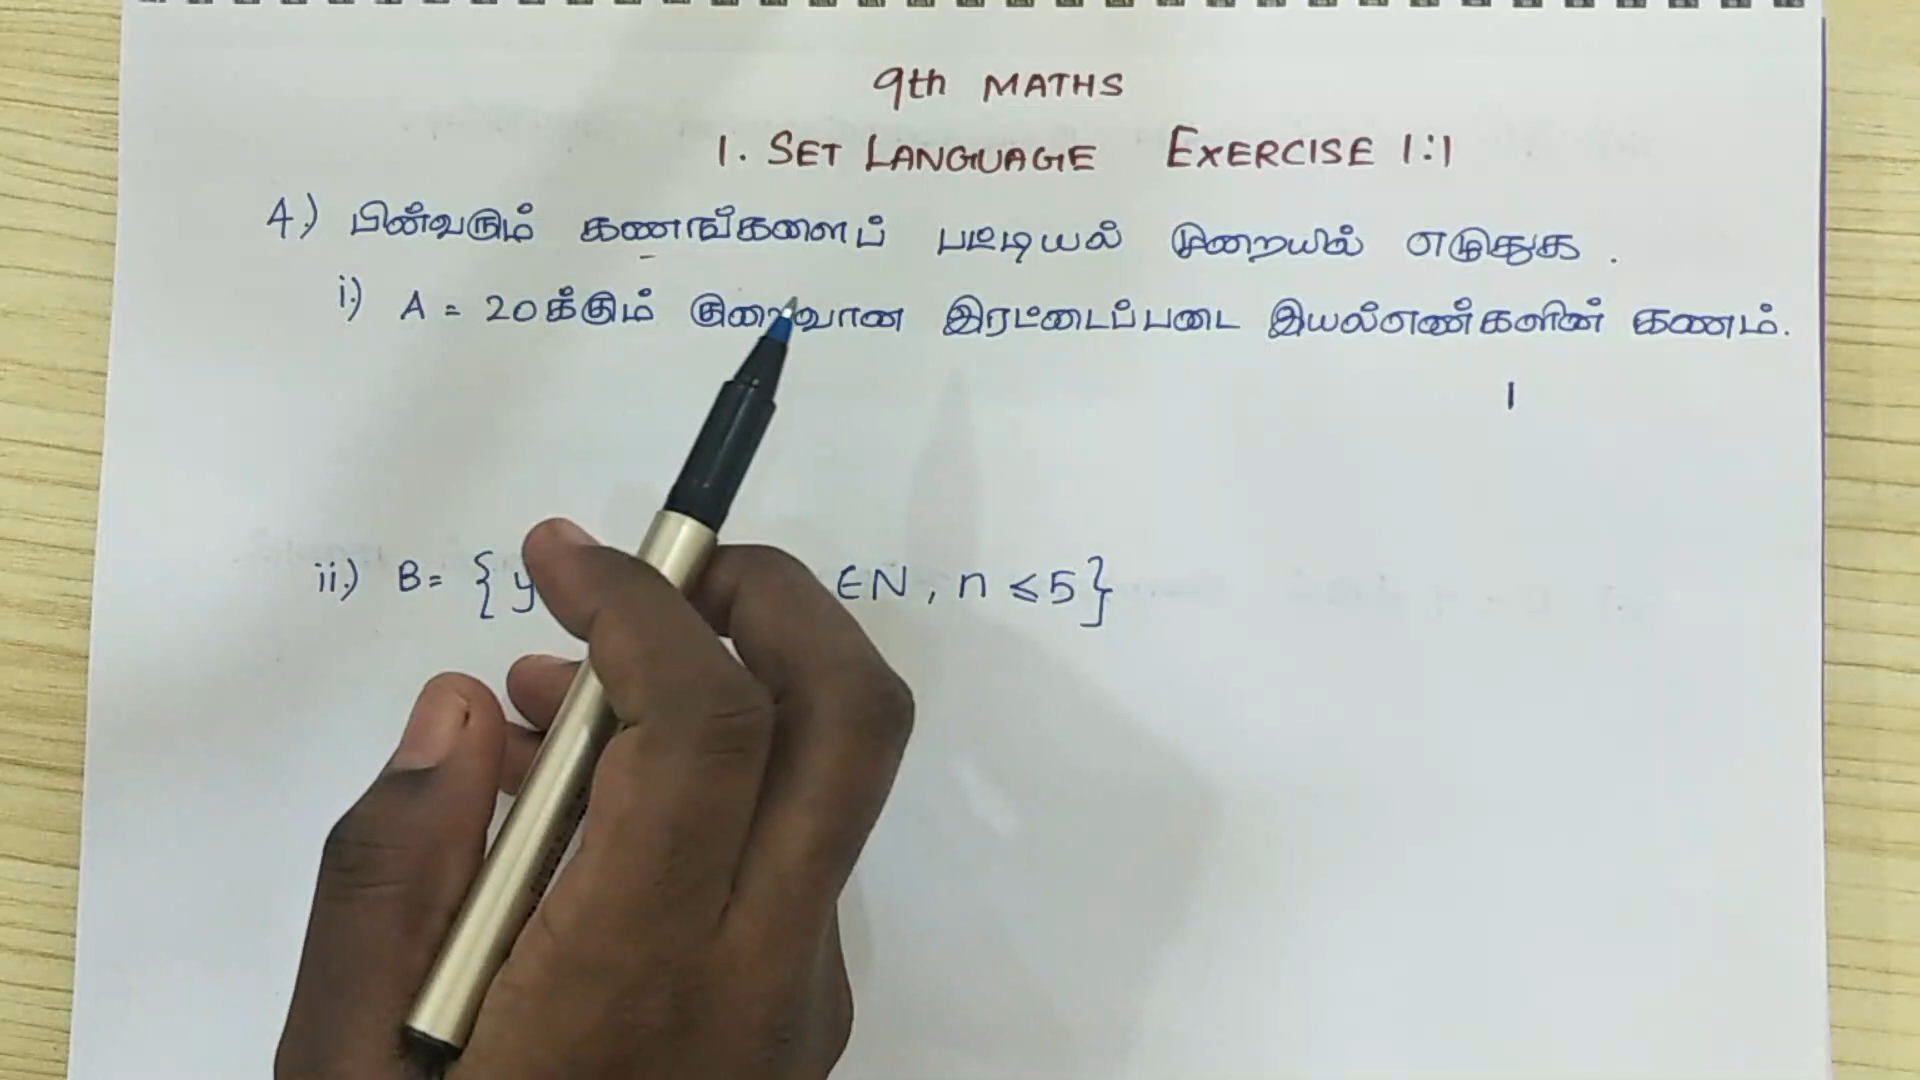 9th MATHS
1. SET LANGUAGE EXERCISE 1:1
4.) பின்வரும் கணங்களைப் பட்டியல் முறையில் எழுதுக .
i.) A = 20க்கும் குறைவான இரட்டைப்படை இயல்எண்களின் கணம்.
1
ii.) B = { y ∈N , n ≤5}